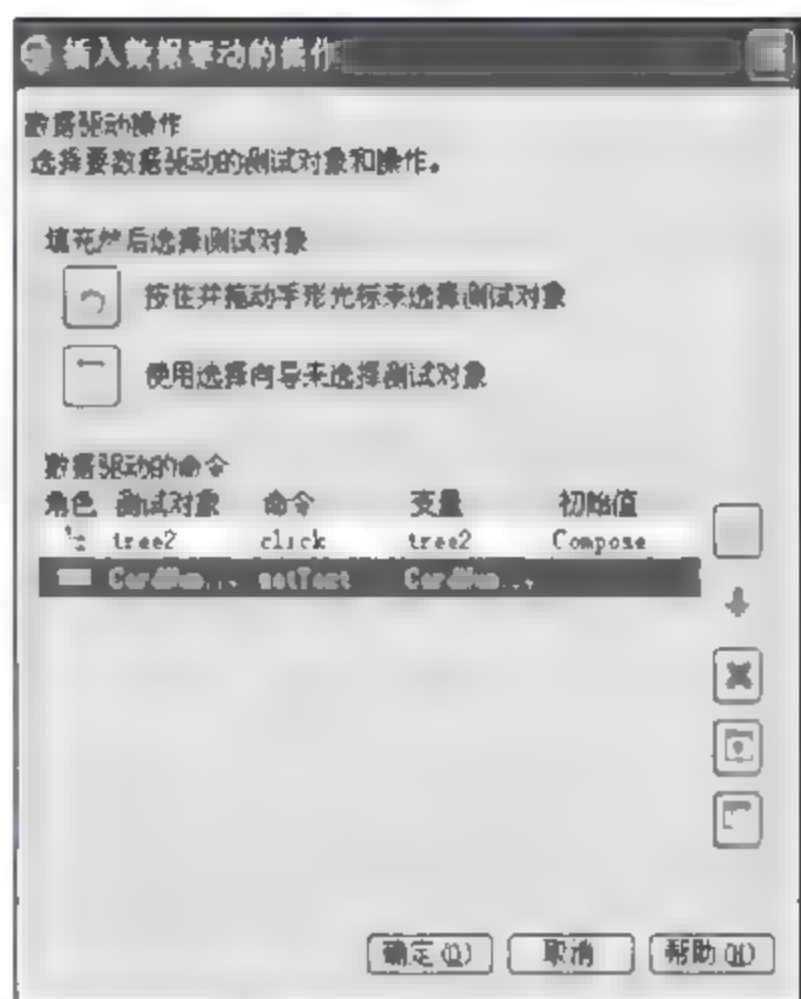 插入数据驱动的操作
数据驱动操作
选择要数据驱动的测试对象和操作。
填充然后选择测试对象
按住并拖动手形光标来选择测试对象
使用选择向导来选择测试对象
数据驱动的命令
角色 测试对象 命令 变量 初始值
tree2 click tree2 Compose
CardNum... setText CardNum...
确定(O) 取消 帮助(H)